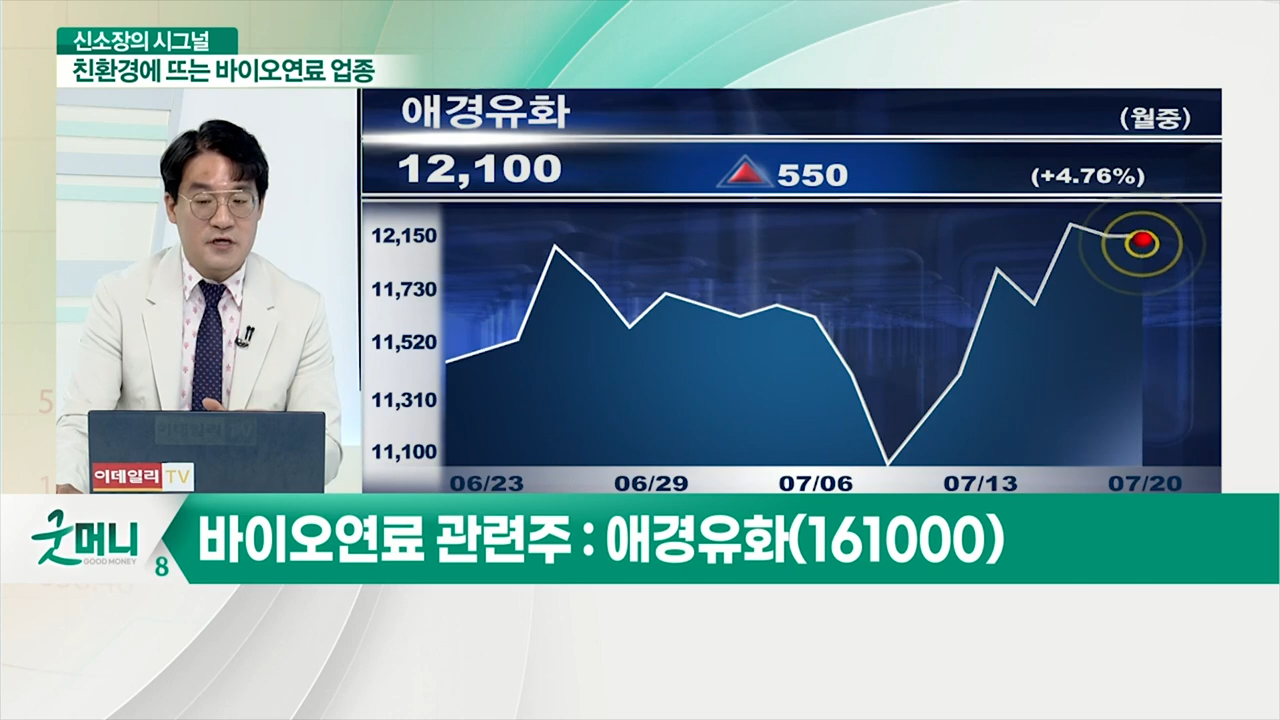 신소장의 시그널
친환경에 뜨는 바이오연료 업종
애경유화
(월중)
12,100
550
(+4.76%)
12,150
11,730
11,520
11,310
11,100
06/23
06/29
07/06
07/13
07/20
이데일리 TV
굿머니
GOOD MONEY
8
바이오연료 관련주 : 애경유화(161000)